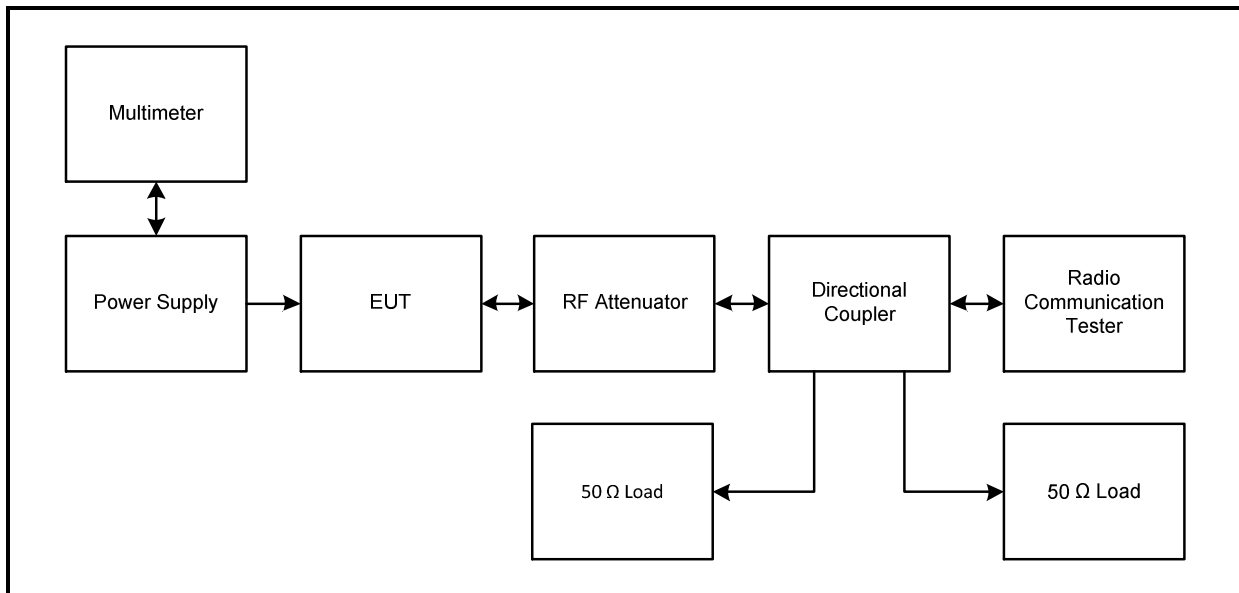 Multimeter
Power Supply
EUT
RF Attenuator
Directional
Coupler
Radio
Communication
Tester
50 Ω Load
50 Ω Load